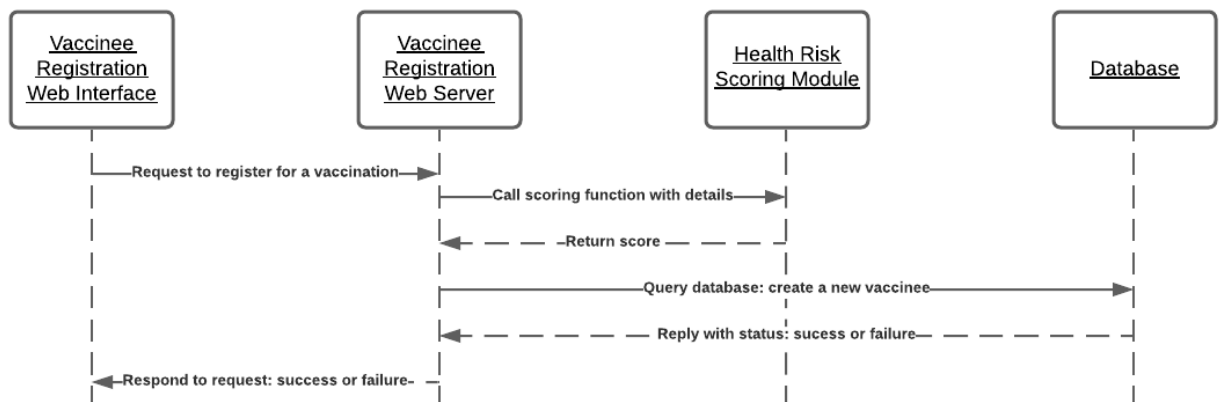 Vaccinee
Registration
Web Interface
Vaccinee
Registration
Web Server
Health Risk
Scoring Module
Database
Request to register for a vaccination
Call scoring function with details
Return score
Query database: create a new vaccinee
Reply with status: sucess or failure
Respond to request: success or failure